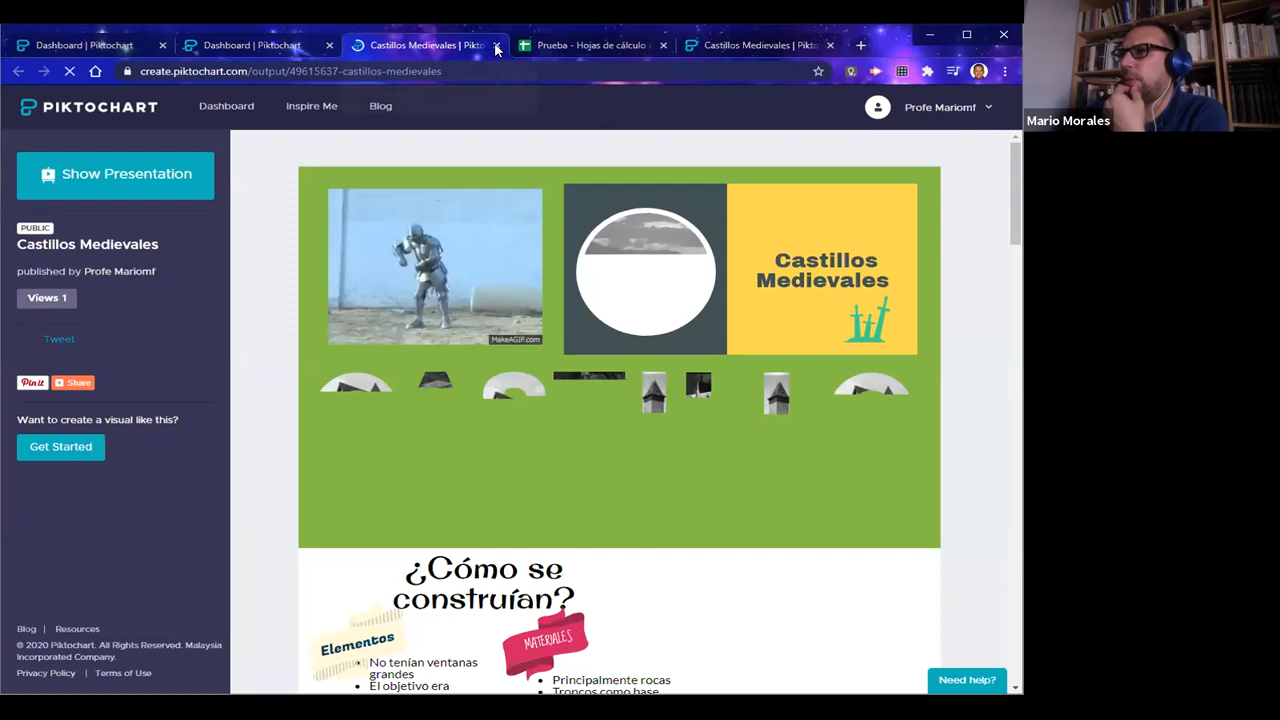 Dashboard | Piktochart
Dashboard | Piktochart
Castillos Medievales | Pikto
Prueba - Hojas de cálculo
Castillos Medievales | Pikto
create.piktochart.com/output/49615637-castillos-medievales
PIKTOCHART
Dashboard
Inspire Me
Blog
Profe Mariomf
Mario Morales
Show Presentation
PUBLIC
Castillos Medievales
published by Profe Mariomf
Views 1
Tweet
Pin it
Share
Want to create a visual like this?
Get Started
MakeAGIF.com
Castillos
Medievales
¿Cómo se
construían?
Elementos
MATERIALES
No tenían ventanas
grandes
El objetivo era
Principalmente rocas
Troncos como base
Blog | Resources
© 2020 Piktochart. All Rights Reserved. Malaysia
Incorporated Company.
Privacy Policy | Terms of Use
Need help?